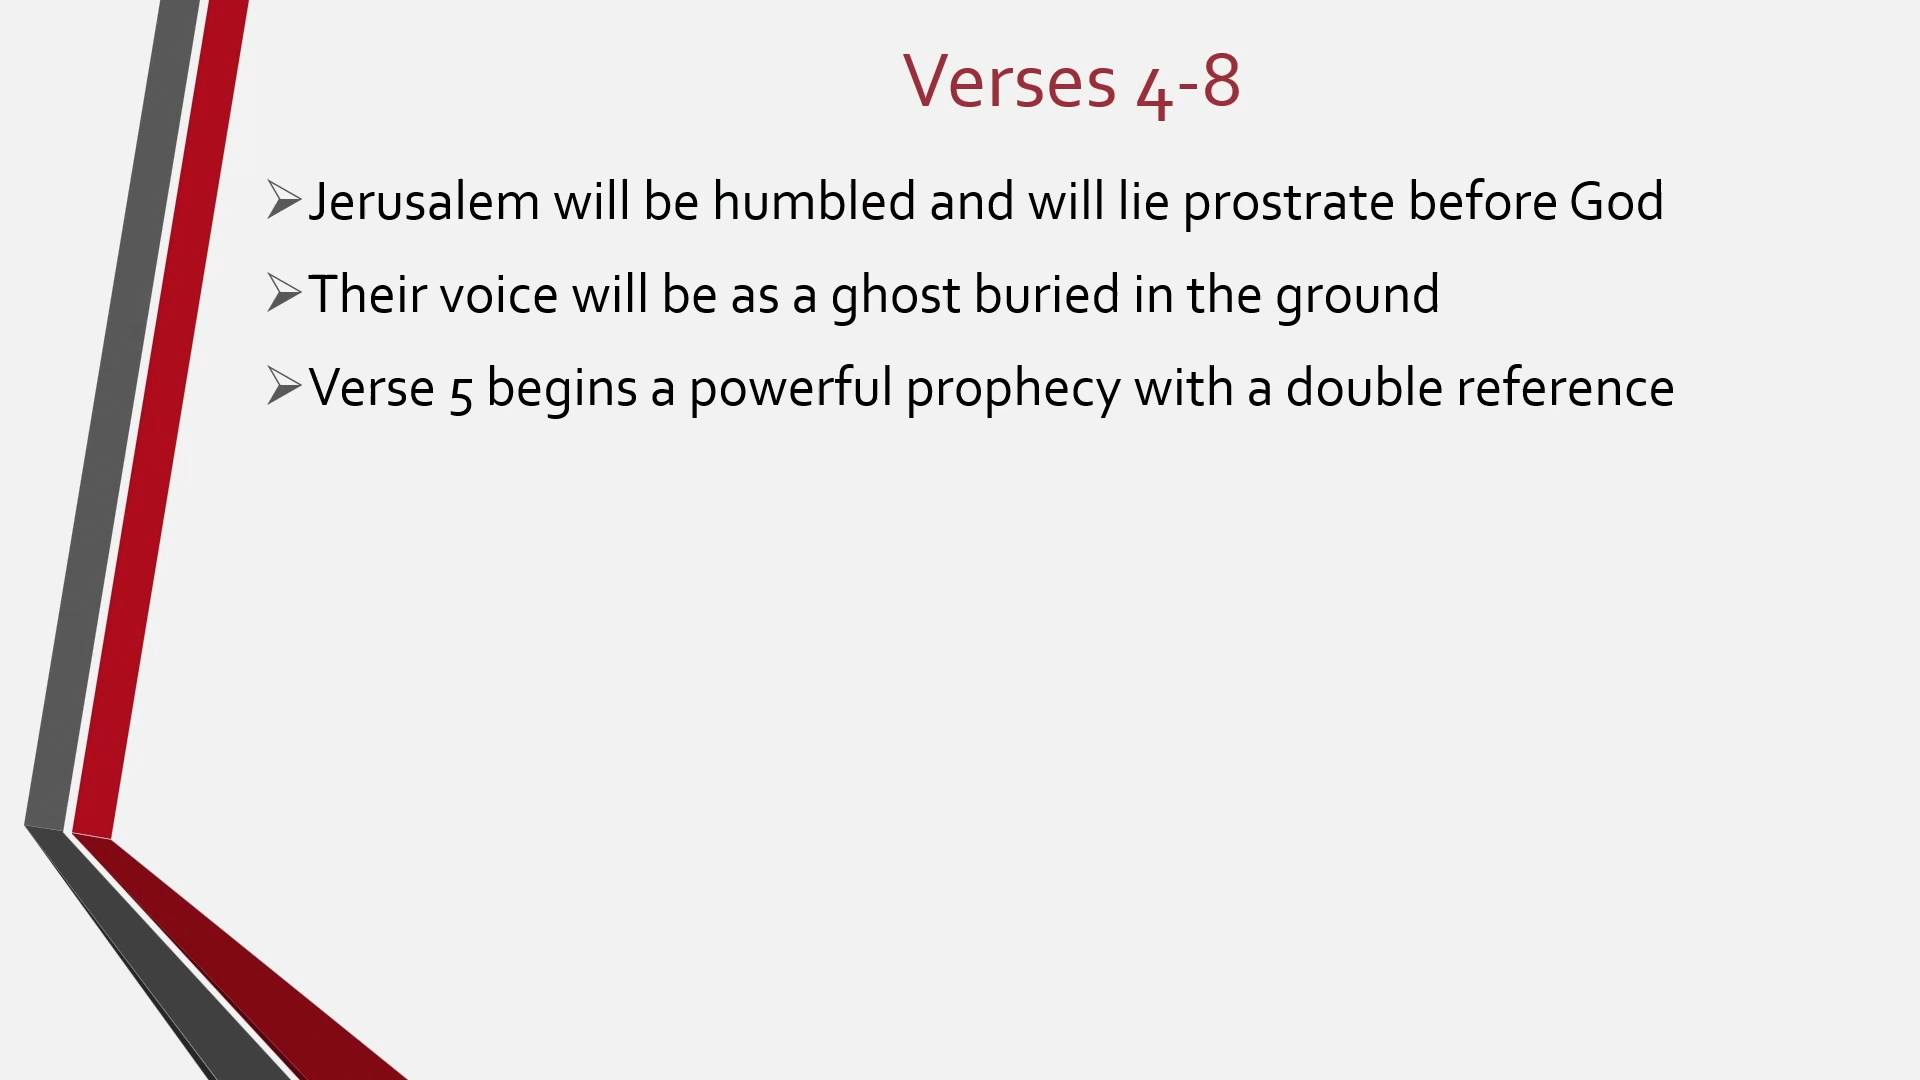 Verses 4-8
Jerusalem will be humbled and will lie prostrate before God
Their voice will be as a ghost buried in the ground
Verse 5 begins a powerful prophecy with a double reference